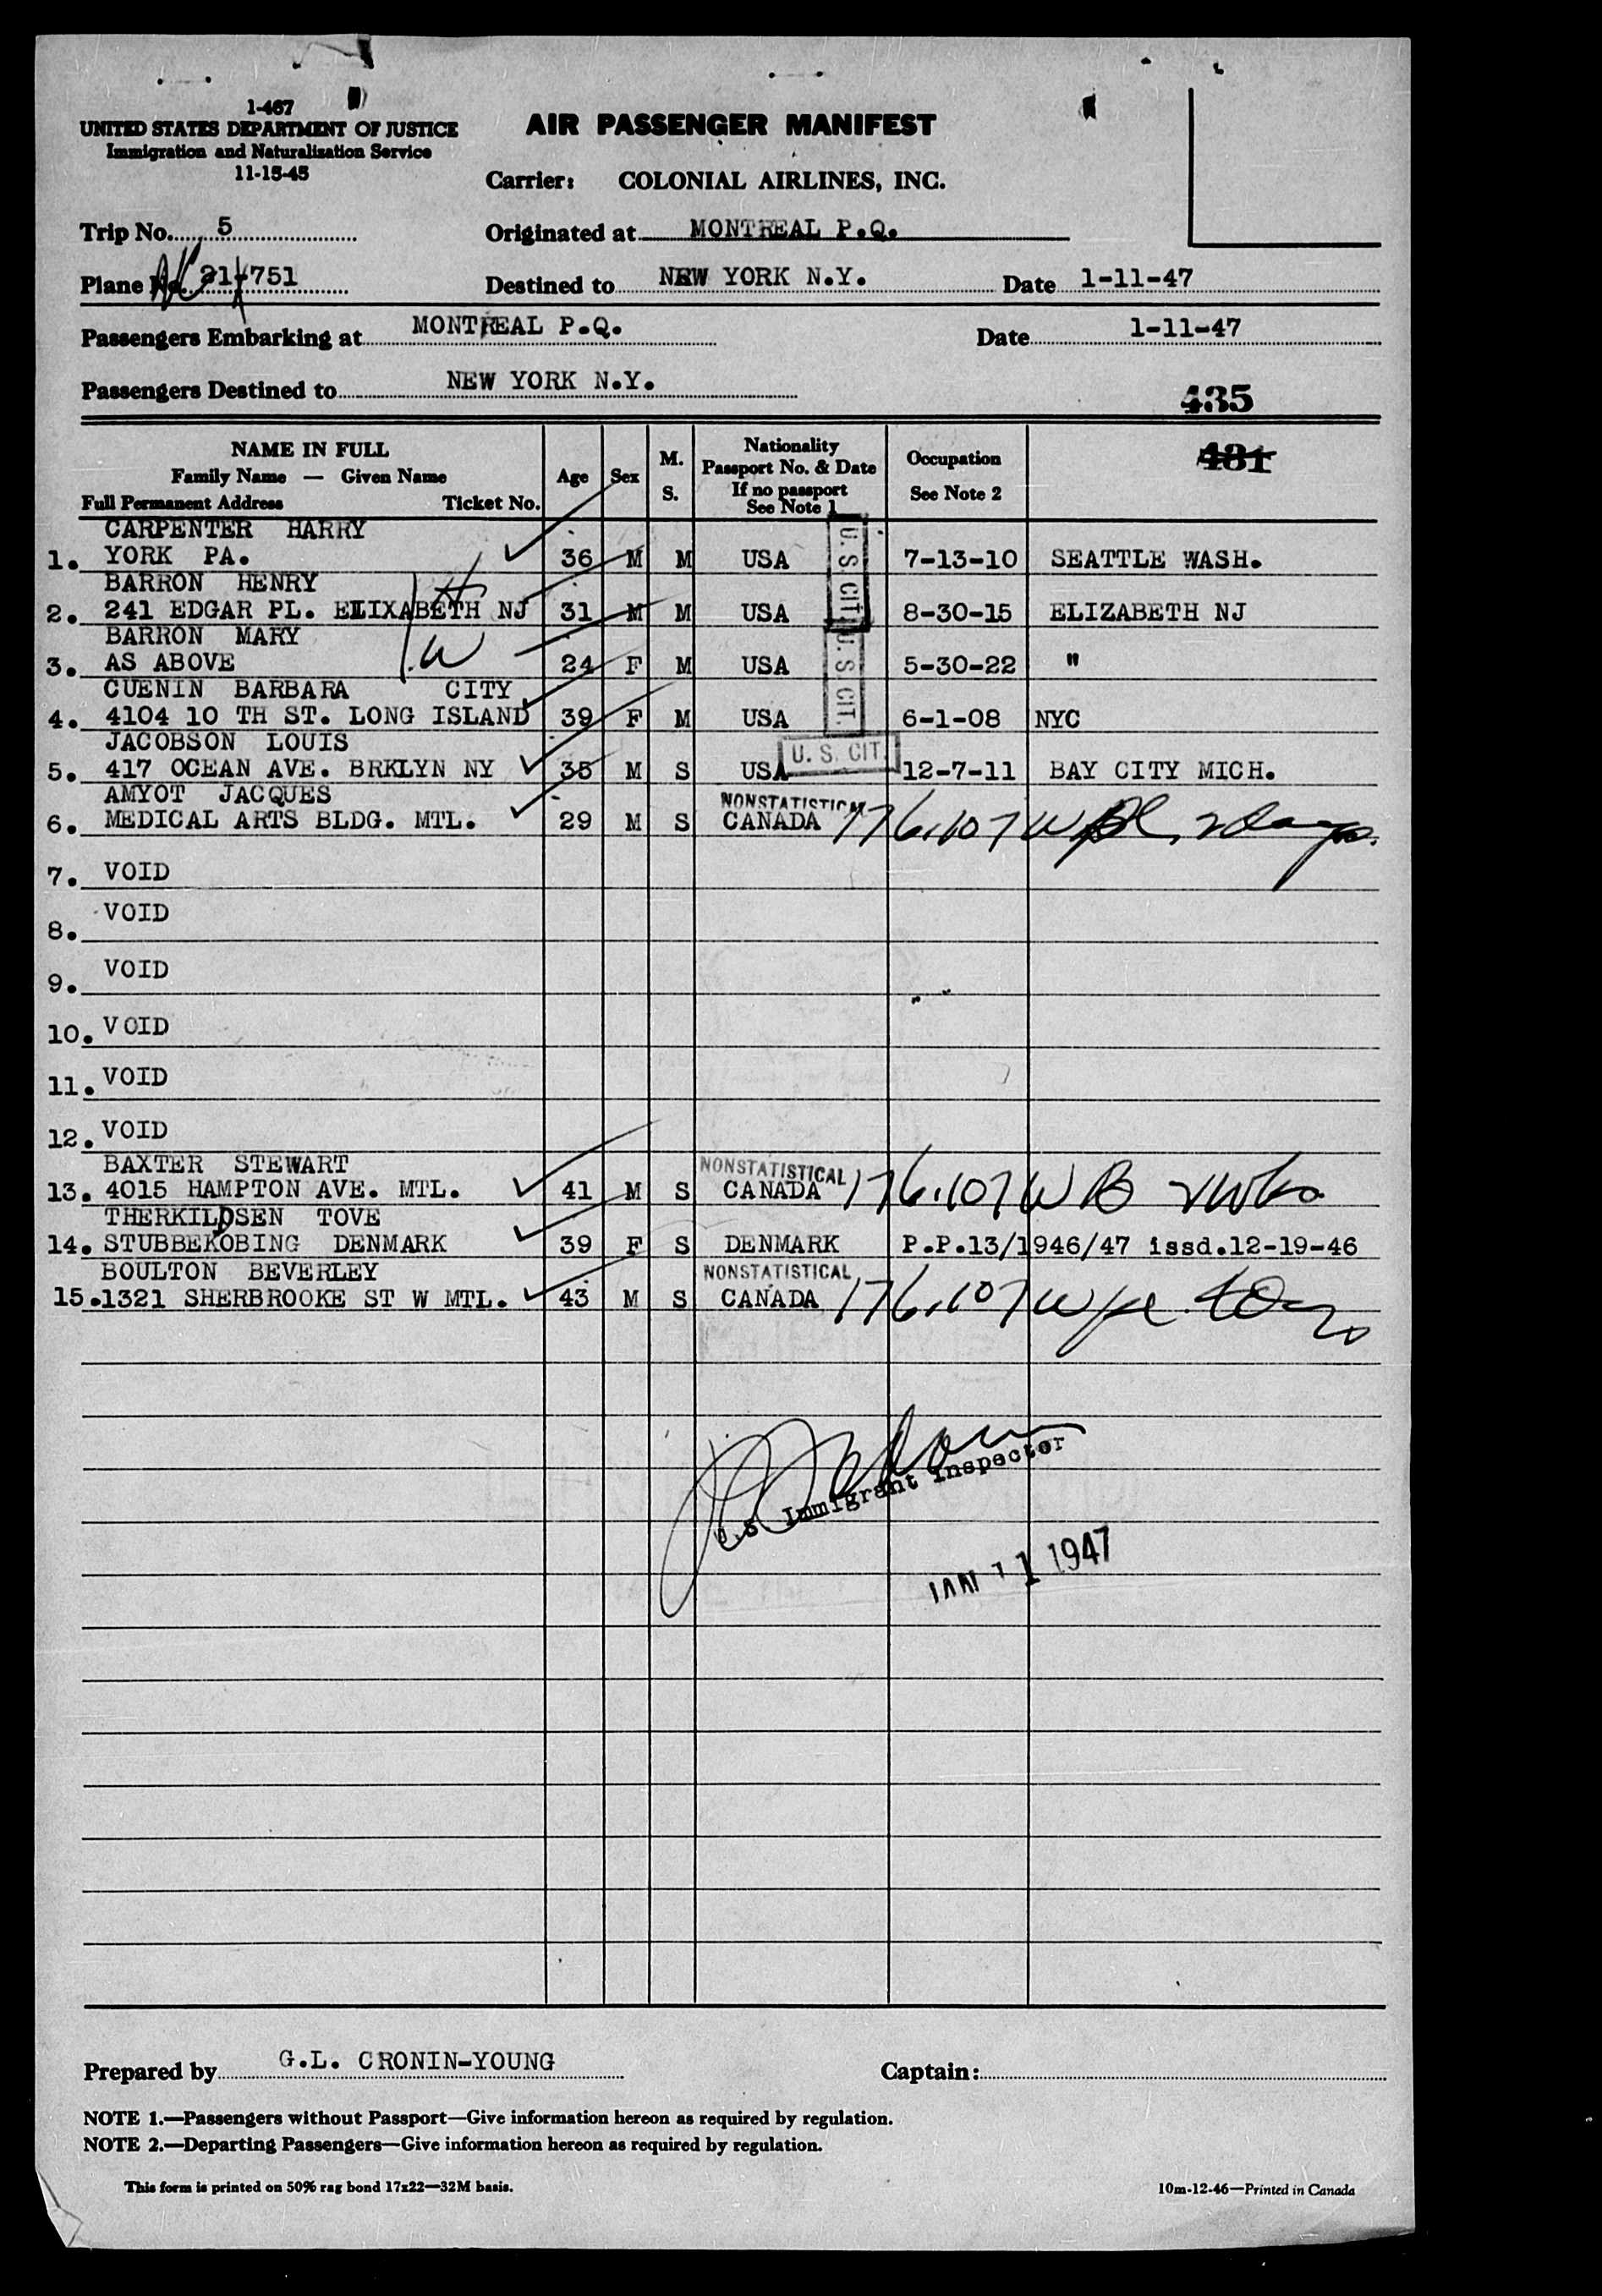 1-467
UNITED STATES DEPARTMENT OF JUSTICE
Immigration and Naturalization Service
11-15-45
AIR PASSENGER MANIFEST
Carrier: COLONIAL AIRLINES, INC.
Trip No. 5
Originated at MONTREAL P.Q.
Plane No. 21-751
Destined to NEW YORK N.Y. Date 1-11-47
Passengers Embarking at MONTREAL P.Q. Date 1-11-47
Passengers Destined to NEW YORK N.Y.
435
481
NAME IN FULL
Family Name — Given Name
Full Permanent Address Ticket No.
Age
Sex
M.
S.
Nationality
Passport No. & Date
If no passport
See Note 1
Occupation
See Note 2
CARPENTER HARRY
1. YORK PA. 36 M M USA U. S. CIT. 7-13-10 SEATTLE WASH.
BARRON HENRY
2. 241 EDGAR PL. ELIXABETH NJ 31 M M USA 8-30-15 ELIZABETH NJ
H
BARRON MARY
3. AS ABOVE W 24 F M USA U. S. CIT. 5-30-22 "
CUENIN BARBARA CITY
4. 4104 10 TH ST. LONG ISLAND 39 F M USA 6-1-08 NYC
JACOBSON LOUIS
5. 417 OCEAN AVE. BRKLYN NY 35 M S USA U. S. CIT. 12-7-11 BAY CITY MICH.
AMYOT JACQUES NONSTATISTICAL
6. MEDICAL ARTS BLDG. MTL. 29 M S CANADA 176.107 W
7. VOID
8. VOID
9. VOID
10. VOID
11. VOID
12. VOID
BAXTER STEWART NONSTATISTICAL
13. 4015 HAMPTON AVE. MTL. 41 M S CANADA 176.107 W B
THERKILDSEN TOVE
14. STUBBEKOBING DENMARK 39 F S DENMARK P.P.13/1946/47 issd.12-19-46
BOULTON BEVERLEY NONSTATISTICAL
15. 1321 SHERBROOKE ST W MTL. 43 M S CANADA 176.107 W
U.S Immigrant Inspector
JAN 11 1947
Prepared by G.L. CRONIN-YOUNG
Captain:
NOTE 1.—Passengers without Passport—Give information hereon as required by regulation.
NOTE 2.—Departing Passengers—Give information hereon as required by regulation.
This form is printed on 50% rag bond 17x22—32M basis.
10m-12-46—Printed in Canada